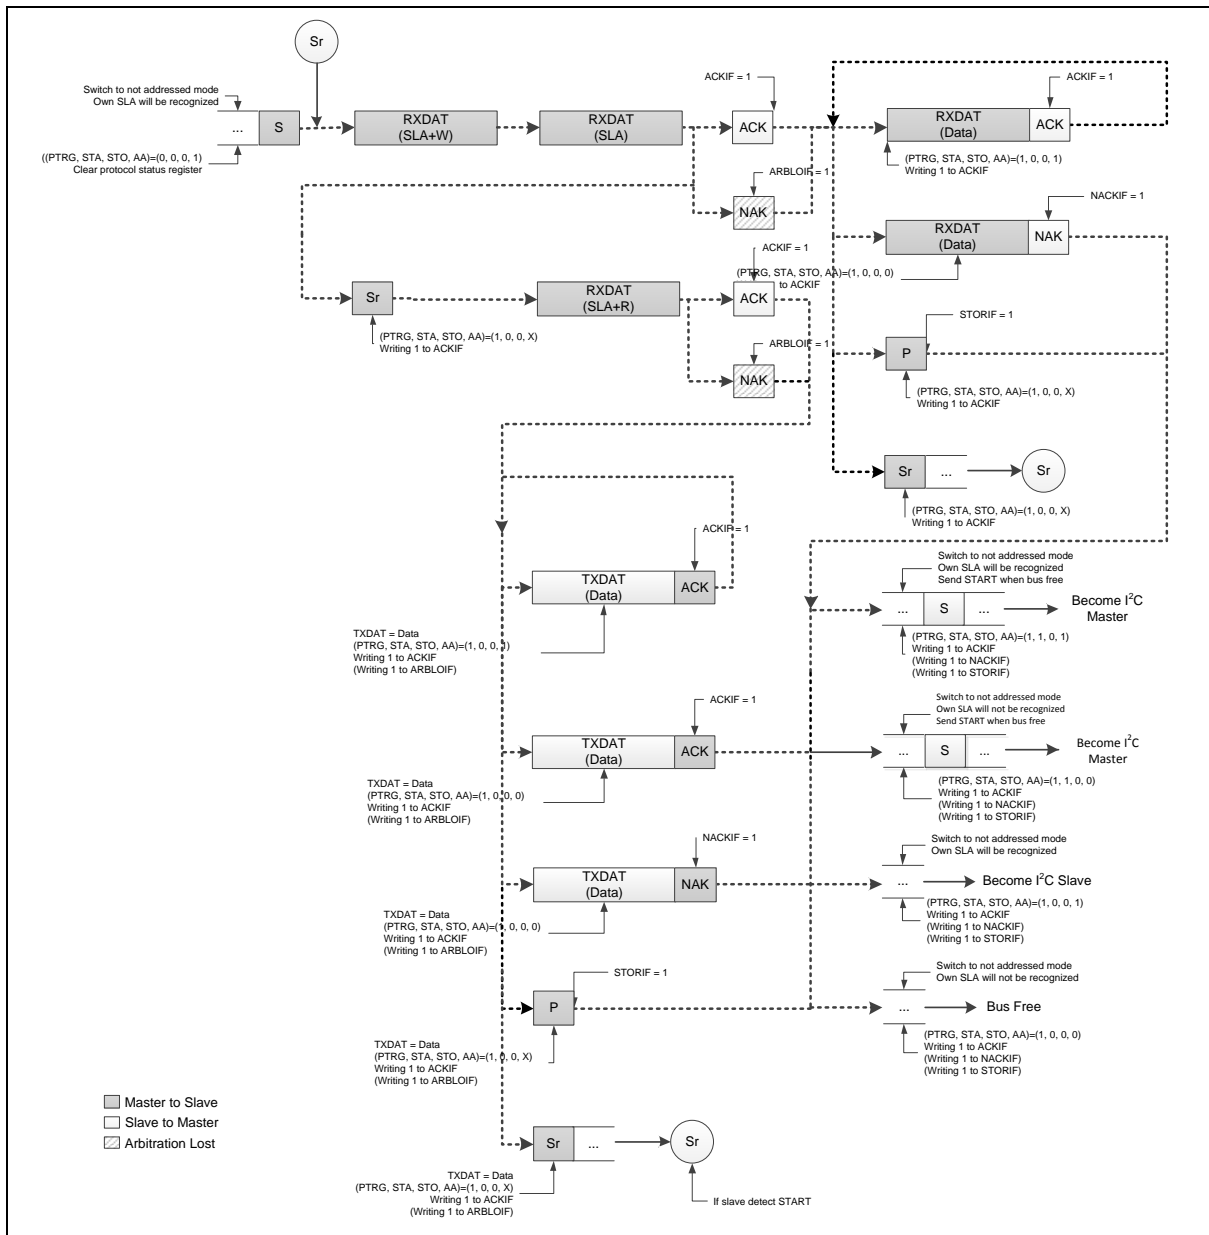 Sr
Switch to not addressed mode
Own SLA will be recognized
...
S
((PTRG, STA, STO, AA)=(0, 0, 0, 1)
Clear protocol status register
RXDAT
(SLA+W)
RXDAT
(SLA)
ACKIF = 1
ACK
ARBLOIF = 1
NAK
ACKIF = 1
RXDAT
(Data)
ACK
(PTRG, STA, STO, AA)=(1, 0, 0, 1)
Writing 1 to ACKIF
NACKIF = 1
RXDAT
(Data)
NAK
(PTRG, STA, STO, AA)=(1, 0, 0, 0)
to ACKIF
Sr
(PTRG, STA, STO, AA)=(1, 0, 0, X)
Writing 1 to ACKIF
RXDAT
(SLA+R)
ACKIF = 1
ACK
ARBLOIF = 1
NAK
STORIF = 1
P
(PTRG, STA, STO, AA)=(1, 0, 0, X)
Writing 1 to ACKIF
Sr
...
Sr
(PTRG, STA, STO, AA)=(1, 0, 0, X)
Writing 1 to ACKIF
ACKIF = 1
TXDAT
(Data)
ACK
TXDAT = Data
(PTRG, STA, STO, AA)=(1, 0, 0, 1)
Writing 1 to ACKIF
(Writing 1 to ARBLOIF)
Switch to not addressed mode
Own SLA will be recognized
Send START when bus free
...
S
...
Become I²C
Master
(PTRG, STA, STO, AA)=(1, 1, 0, 1)
Writing 1 to ACKIF
(Writing 1 to NACKIF)
(Writing 1 to STORIF)
ACKIF = 1
TXDAT
(Data)
ACK
TXDAT = Data
(PTRG, STA, STO, AA)=(1, 0, 0, 0)
Writing 1 to ACKIF
(Writing 1 to ARBLOIF)
Switch to not addressed mode
Own SLA will not be recognized
Send START when bus free
...
S
...
Become I²C
Master
(PTRG, STA, STO, AA)=(1, 1, 0, 0)
Writing 1 to ACKIF
(Writing 1 to NACKIF)
(Writing 1 to STORIF)
NACKIF = 1
TXDAT
(Data)
NAK
TXDAT = Data
(PTRG, STA, STO, AA)=(1, 0, 0, 0)
Writing 1 to ACKIF
(Writing 1 to ARBLOIF)
Switch to not addressed mode
Own SLA will be recognized
...
Become I²C Slave
(PTRG, STA, STO, AA)=(1, 0, 0, 1)
Writing 1 to ACKIF
(Writing 1 to NACKIF)
(Writing 1 to STORIF)
STORIF = 1
P
TXDAT = Data
(PTRG, STA, STO, AA)=(1, 0, 0, X)
Writing 1 to ACKIF
(Writing 1 to ARBLOIF)
Switch to not addressed mode
Own SLA will not be recognized
...
Bus Free
(PTRG, STA, STO, AA)=(1, 0, 0, 0)
Writing 1 to ACKIF
(Writing 1 to NACKIF)
(Writing 1 to STORIF)
Master to Slave
Slave to Master
Arbitration Lost
Sr
...
Sr
TXDAT = Data
(PTRG, STA, STO, AA)=(1, 0, 0, X)
Writing 1 to ACKIF
(Writing 1 to ARBLOIF)
If slave detect START